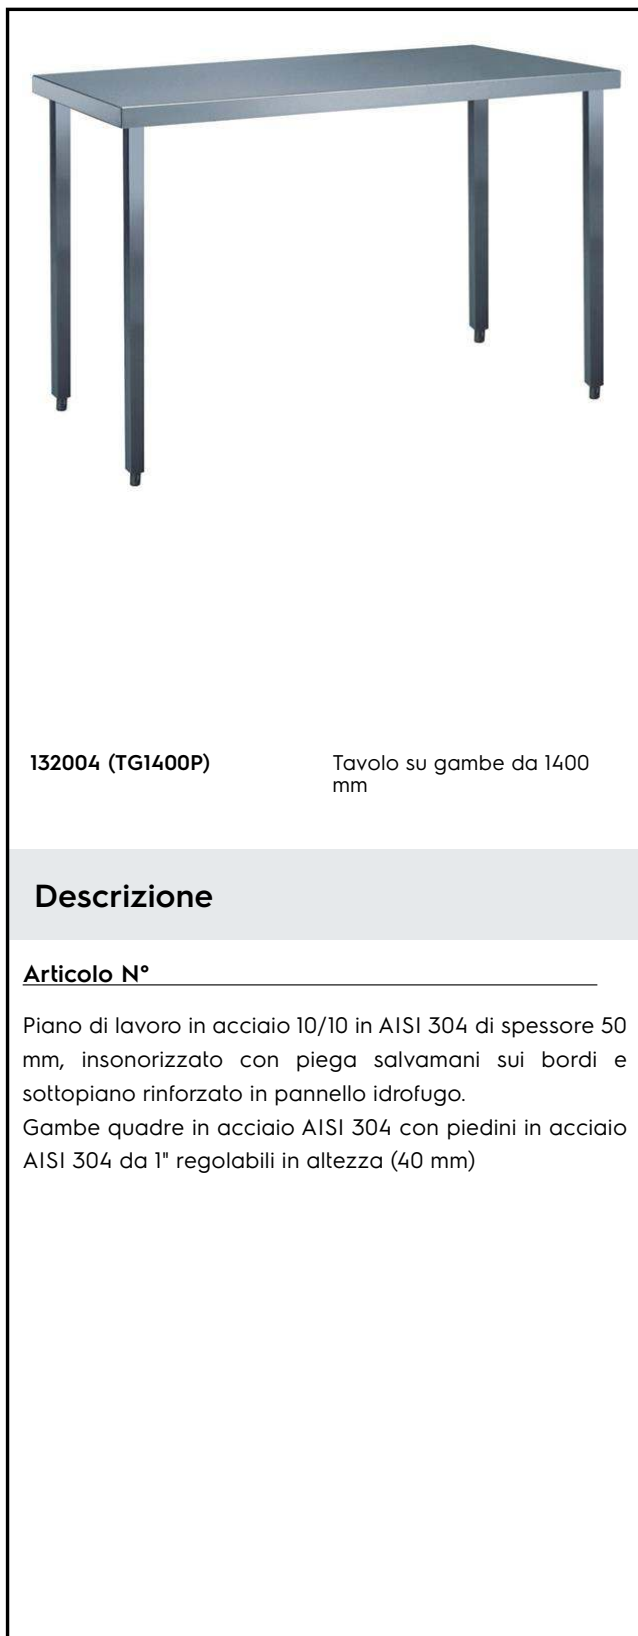 132004 (TG1400P)
Tavolo su gambe da 1400
mm
Descrizione
Articolo N°
Piano di lavoro in acciaio 10/10 in AISI 304 di spessore 50
mm, insonorizzato con piega salvamani sui bordi e
sottopiano rinforzato in pannello idrofugo.
Gambe quadre in acciaio AISI 304 con piedini in acciaio
AISI 304 da 1" regolabili in altezza (40 mm)